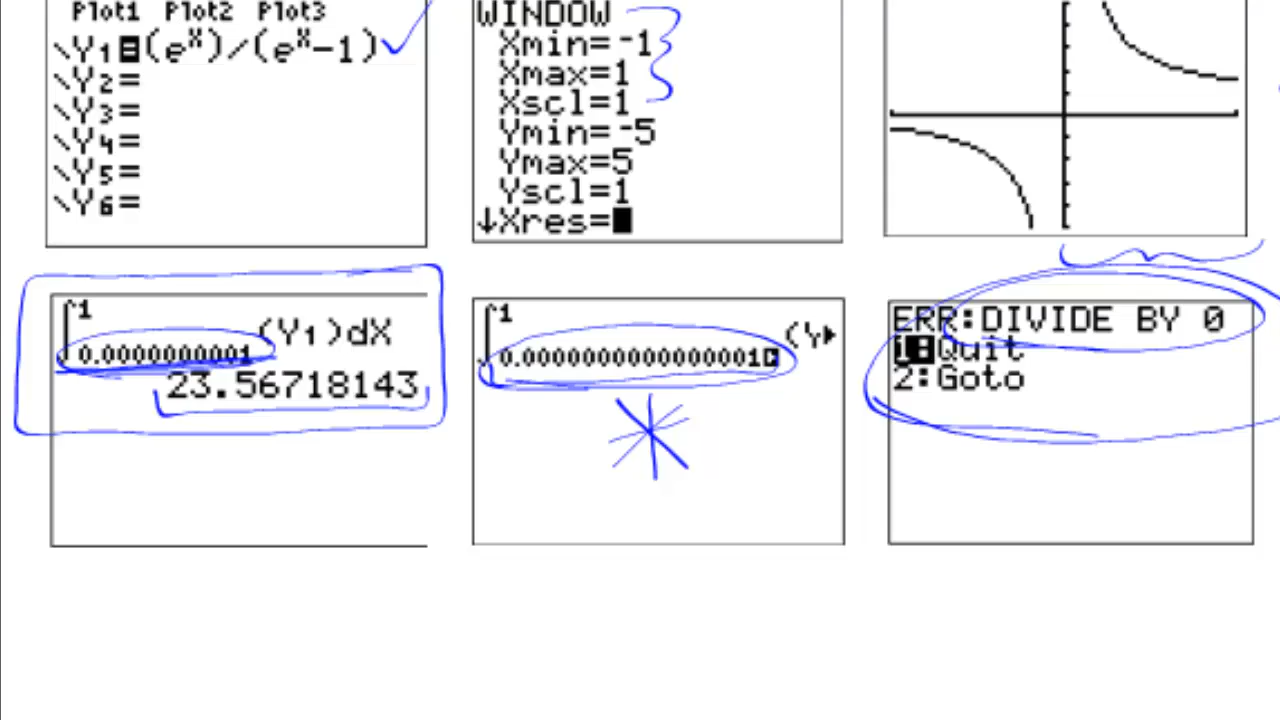 Plot1 Plot2 Plot3
\Y1=(e^X)/(e^X-1)
\Y2=
\Y3=
\Y4=
\Y5=
\Y6=
WINDOW
Xmin=-1
Xmax=1
Xscl=1
Ymin=-5
Ymax=5
Yscl=1
↓Xres=
∫1
(Y1)dX
0.0000000001
23.56718143
∫1
(Y▶
0.00000000000000010
ERR:DIVIDE BY 0
1:Quit
2:Goto